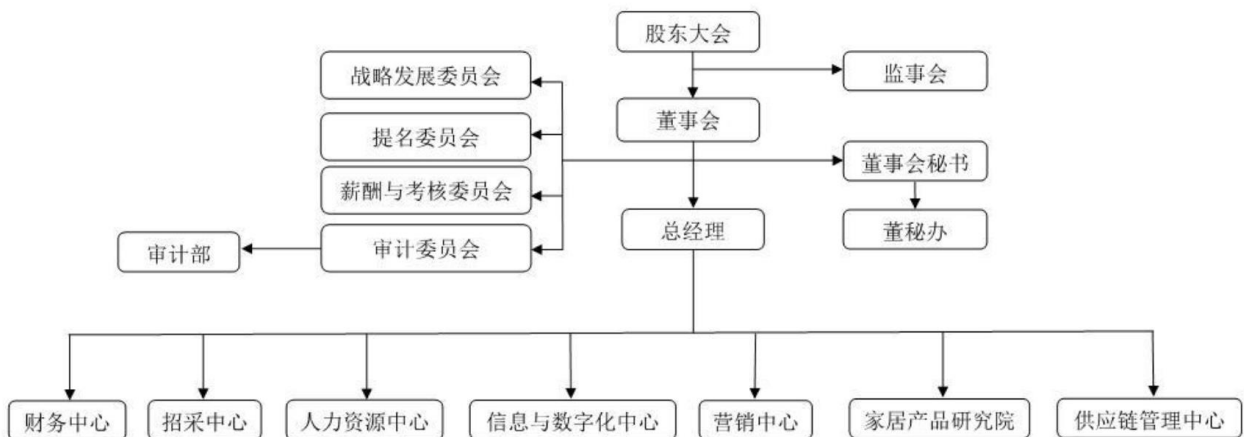 股东大会
战略发展委员会
监事会
提名委员会
董事会
薪酬与考核委员会
董事会秘书
审计部
审计委员会
总经理
董秘办
财务中心
招采中心
人力资源中心
信息与数字化中心
营销中心
家居产品研究院
供应链管理中心